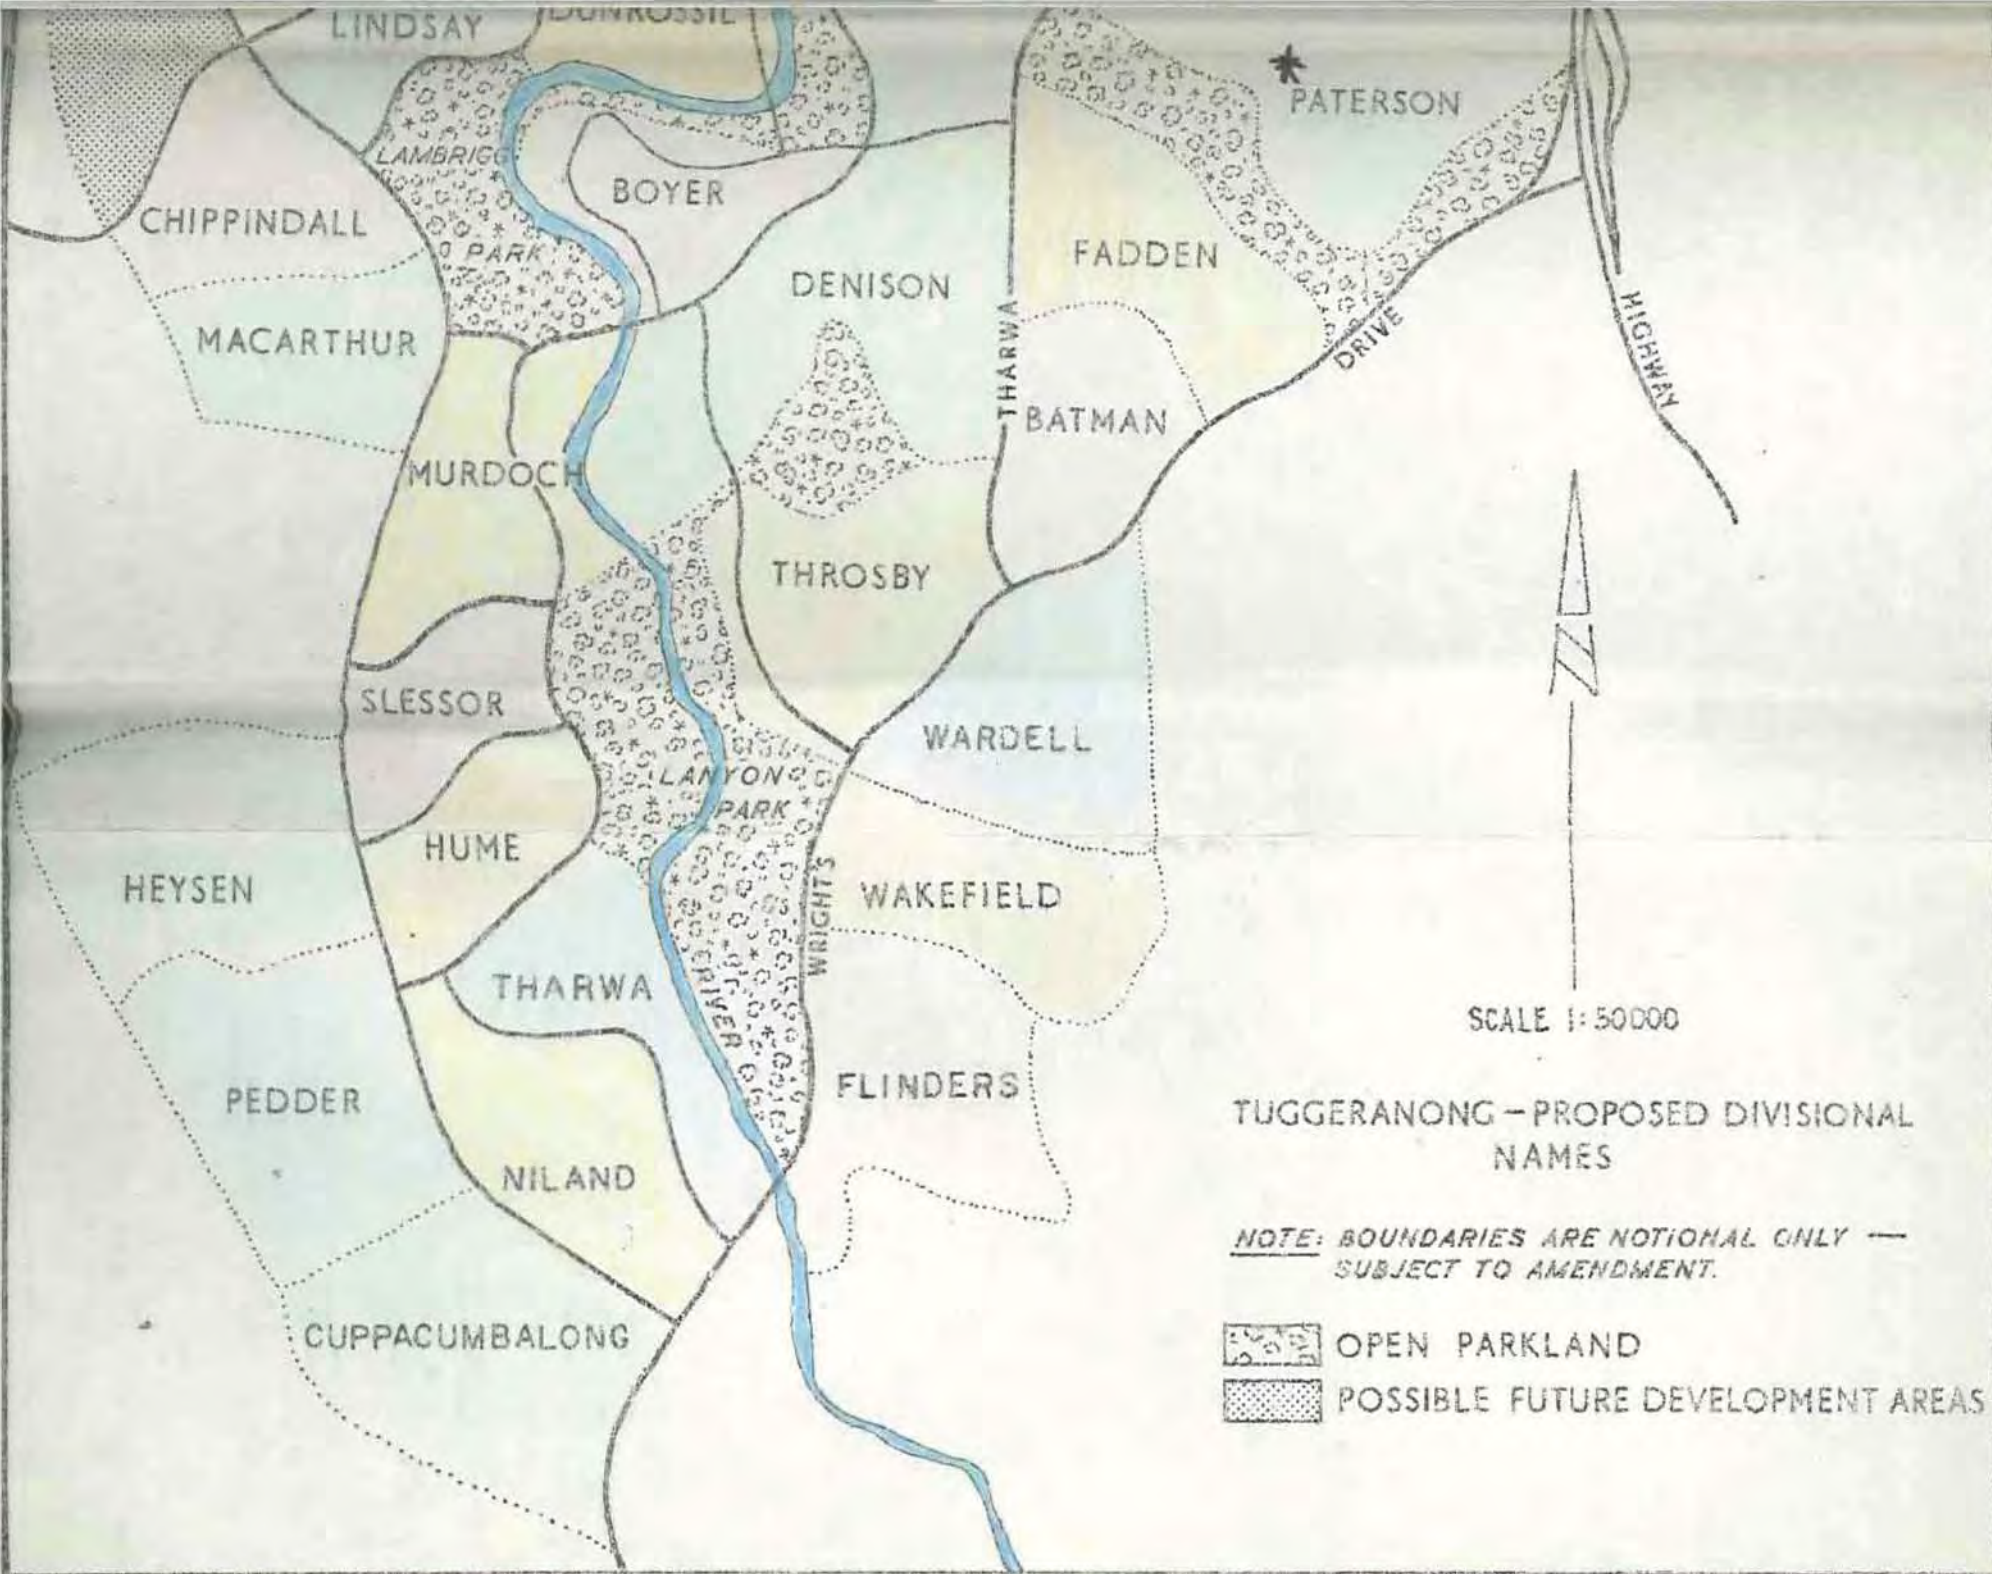 LINDSAY
DUNROSSIL
PATERSON
LAMBRIGG
PARK
BOYER
CHIPPINDALL
FADDEN
DENISON
MACARTHUR
THARWA
DRIVE
HIGHWAY
BATMAN
MURDOCH
THROSBY
N
SLESSOR
WARDELL
LANYON
PARK
HUME
HEYSEN
WRIGHTS
WAKEFIELD
THARWA
RIVER
SCALE 1:50000
PEDDER
FLINDERS
TUGGERANONG – PROPOSED DIVISIONAL
NAMES
NILAND
NOTE: BOUNDARIES ARE NOTIONAL ONLY —
SUBJECT TO AMENDMENT.
CUPPACUMBALONG
OPEN PARKLAND
POSSIBLE FUTURE DEVELOPMENT AREAS